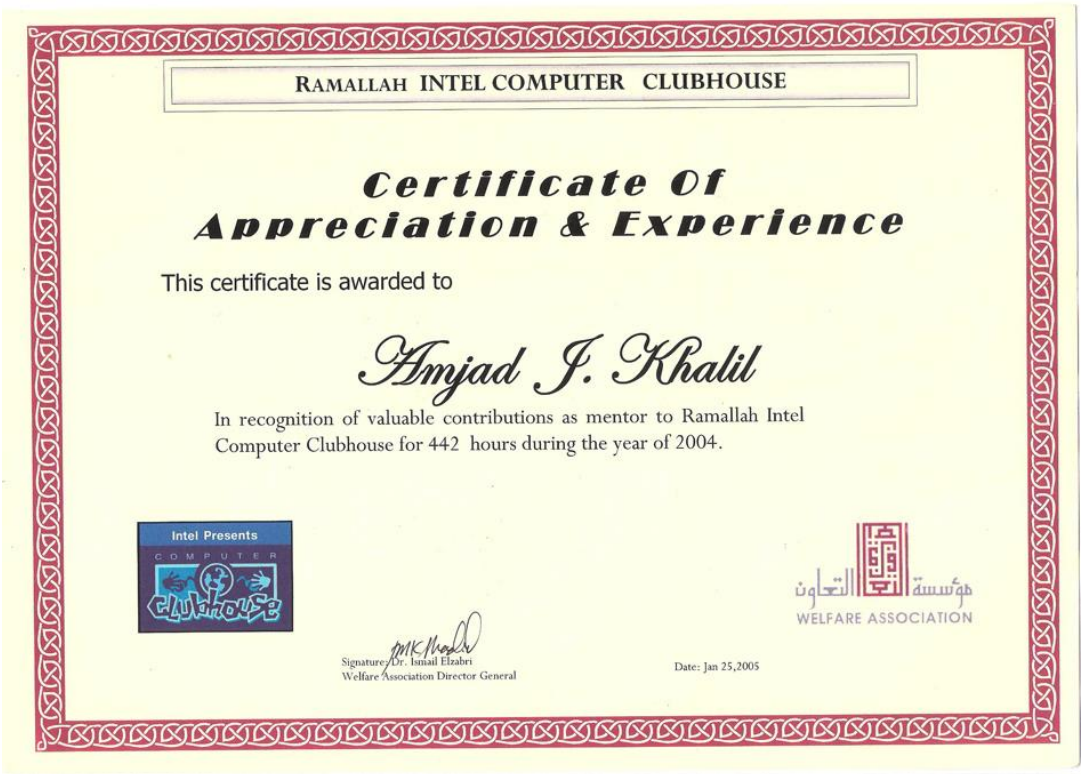 RAMALLAH INTEL COMPUTER CLUBHOUSE
Certificate Of
Appreciation & Experience
This certificate is awarded to
Amjad J. Khalil
In recognition of valuable contributions as mentor to Ramallah Intel
Computer Clubhouse for 442 hours during the year of 2004.
Intel Presents
COMPUTER
CLUbhOUSE
مؤسسة التعاون
WELFARE ASSOCIATION
Signature: Dr. Ismail Elzabri
Welfare Association Director General
Date: Jan 25,2005